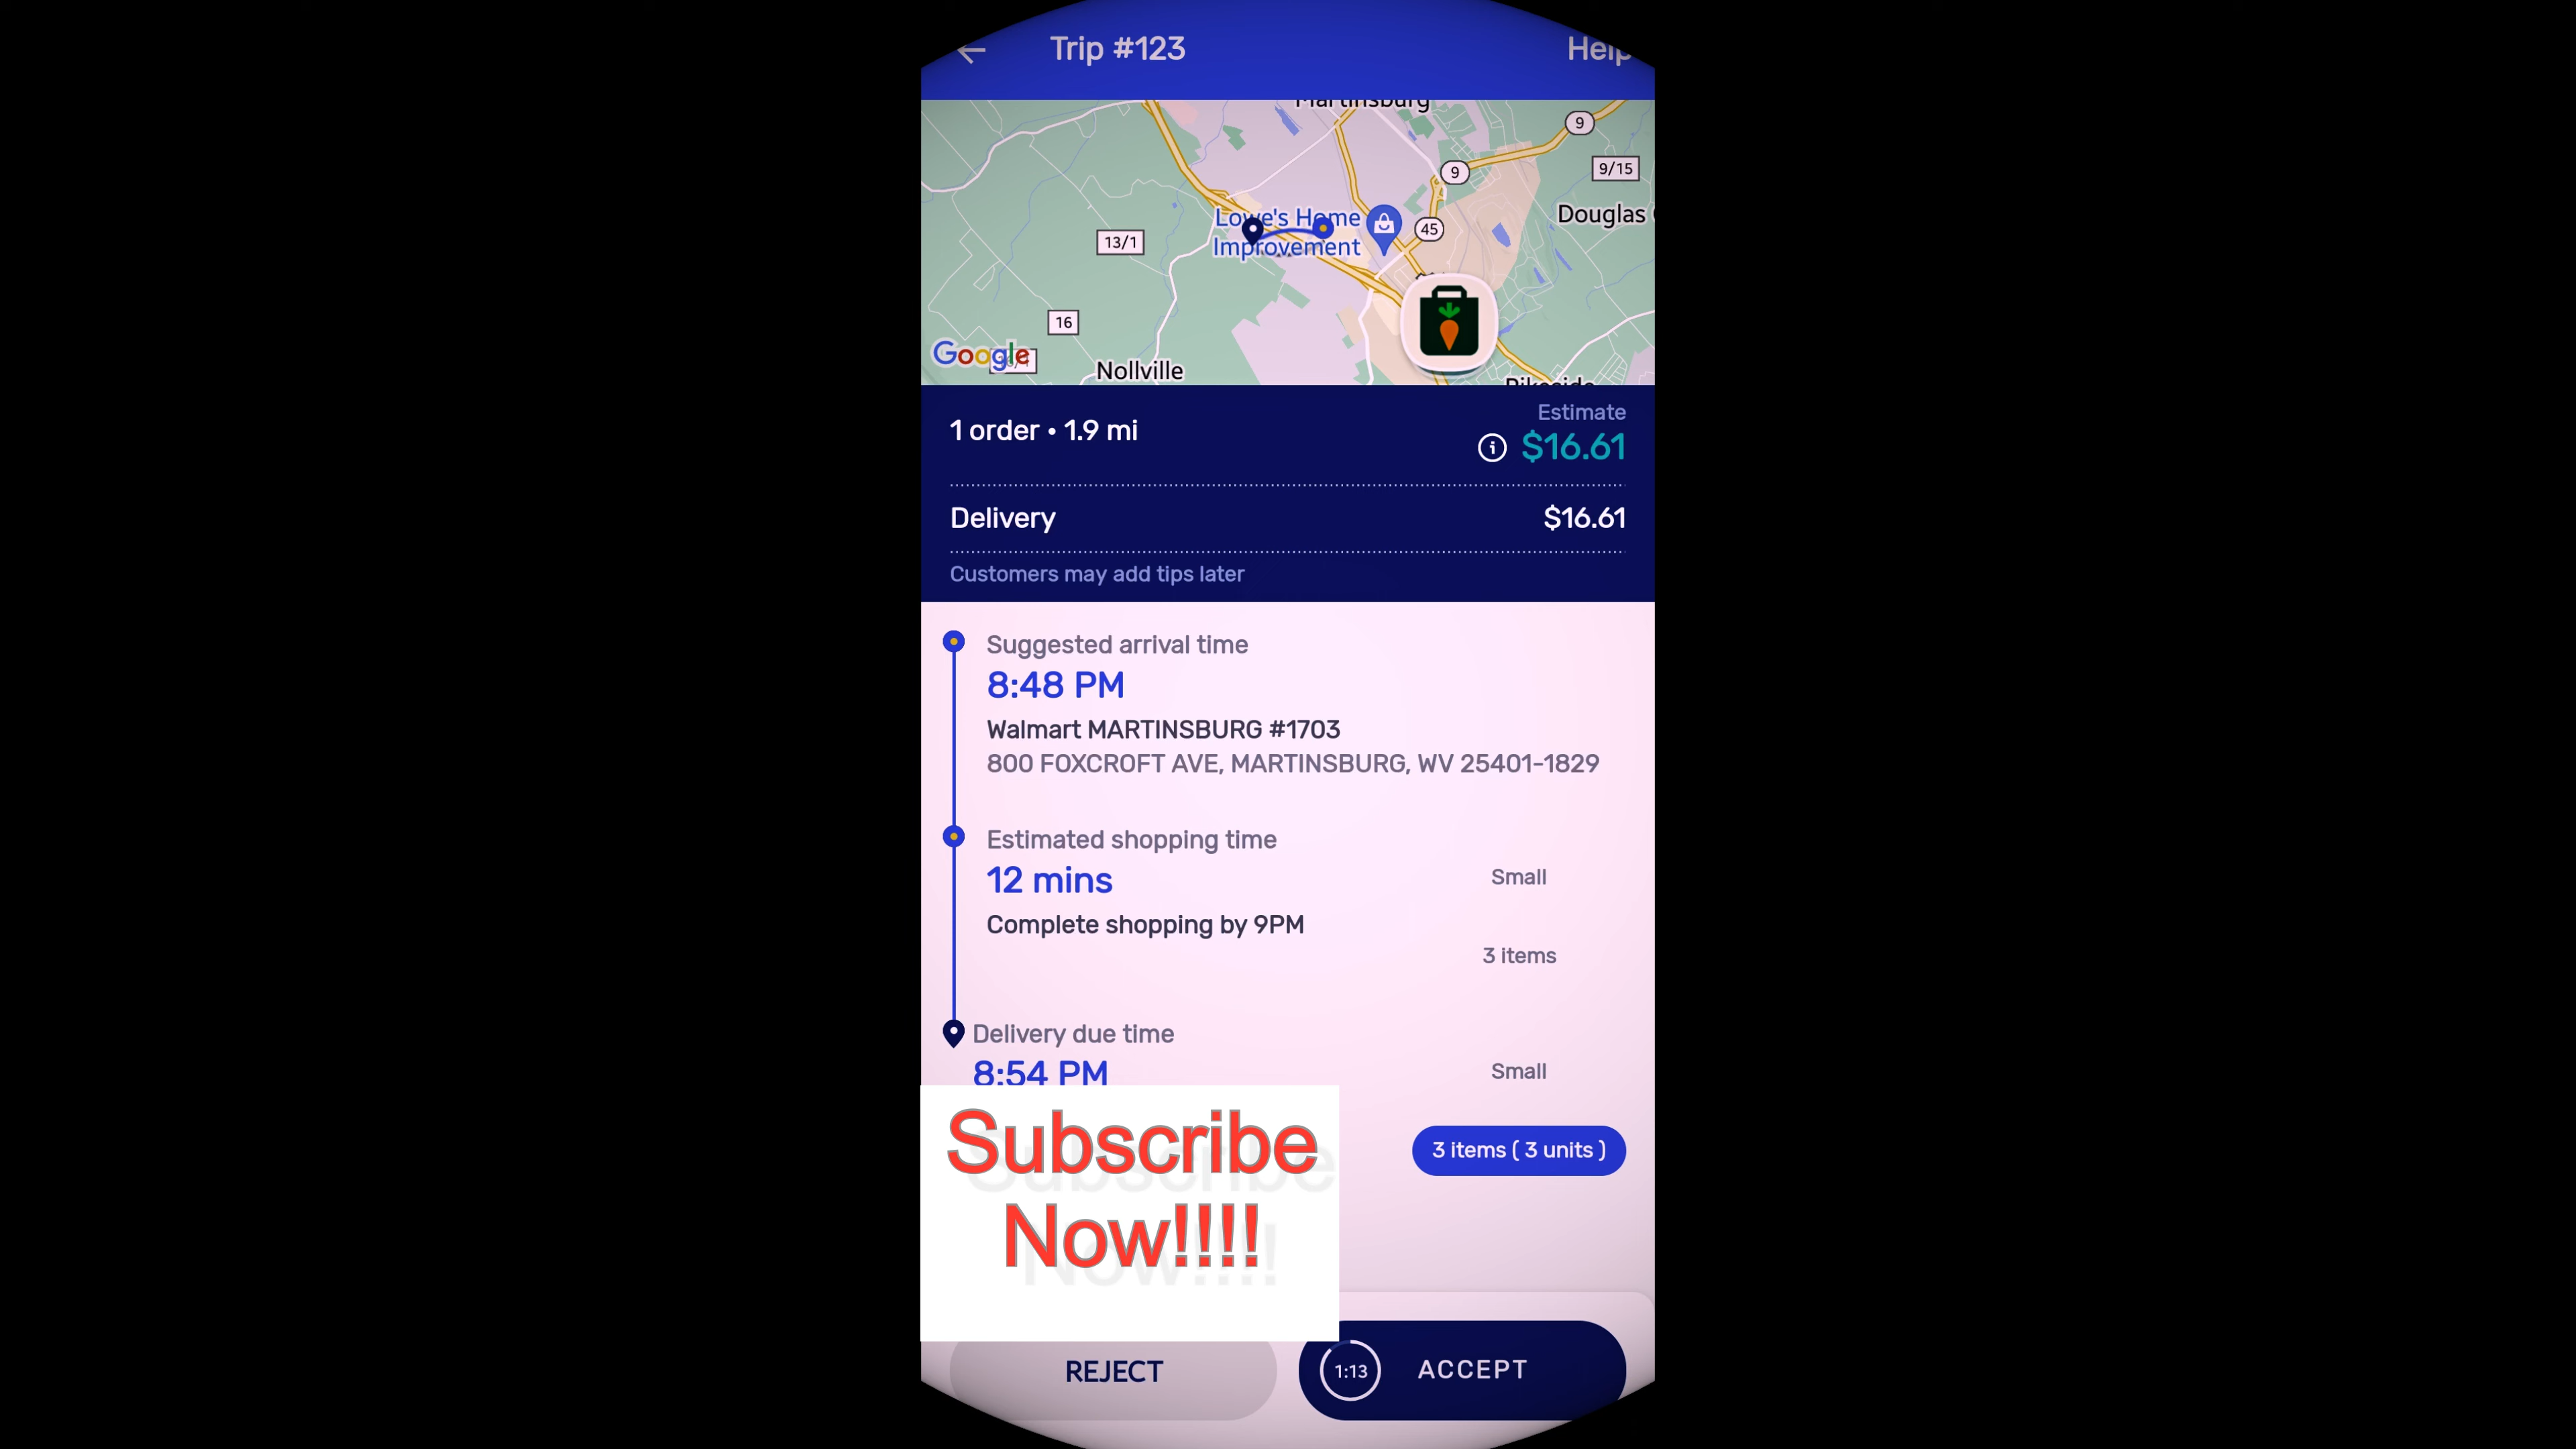 Trip #123
Help
Martinsburg
9
9/15
9
Douglas
Lowe's Home
Improvement
45
13/1
16
Google
Nollville
Pikeside
1 order • 1.9 mi
Estimate
$16.61
Delivery
$16.61
Customers may add tips later
Suggested arrival time
8:48 PM
Walmart MARTINSBURG #1703
800 FOXCROFT AVE, MARTINSBURG, WV 25401-1829
Estimated shopping time
12 mins
Small
Complete shopping by 9PM
3 items
Delivery due time
8:54 PM
Small
3 items ( 3 units )
Subscribe
Now!!!!
REJECT
1:13
ACCEPT